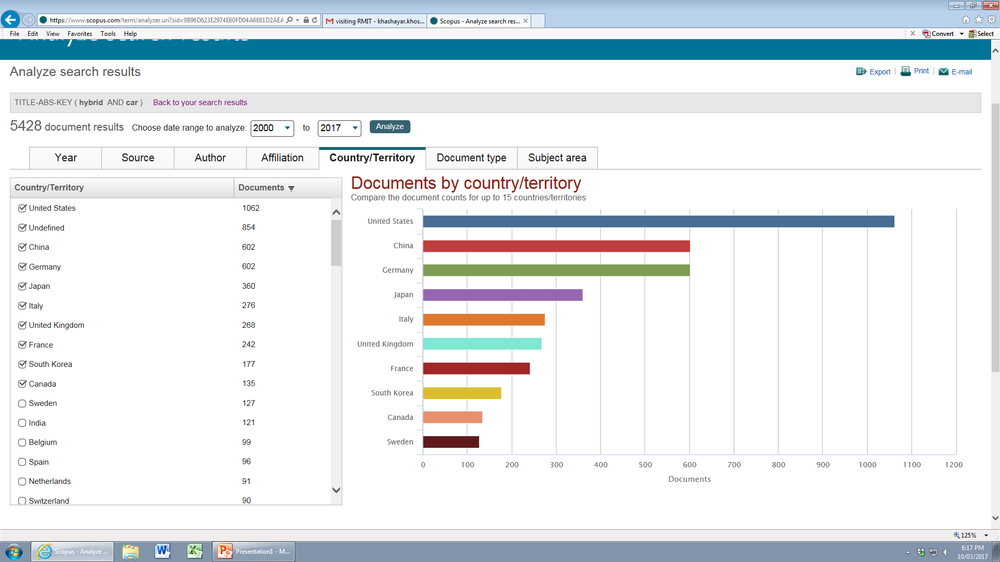 https://www.scopus.com/term/analyzer.uri?sid=9B96D623E2974E60FD04A6E61D2AEA
visiting RMIT - khashayar.khos...
Scopus - Analyze search res...
File Edit View Favorites Tools Help
Convert Select
Analyze search results
Analyze search results
Export | Print | E-mail
TITLE-ABS-KEY ( hybrid AND car ) Back to your search results
5428 document results Choose date range to analyze: 2000 to 2017 Analyze
Year Source Author Affiliation Country/Territory Document type Subject area
Country/Territory Documents
United States 1062
Undefined 854
China 602
Germany 602
Japan 360
Italy 276
United Kingdom 268
France 242
South Korea 177
Canada 135
Sweden 127
India 121
Belgium 99
Spain 96
Netherlands 91
Switzerland 90
Documents by country/territory
Compare the document counts for up to 15 countries/territories
United States
China
Germany
Japan
Italy
United Kingdom
France
South Korea
Canada
Sweden
0 100 200 300 400 500 600 700 800 900 1000 1100 1200
Documents
125%
Scopus - Analyze ...
Presentation1 - M...
6:17 PM
10/03/2017